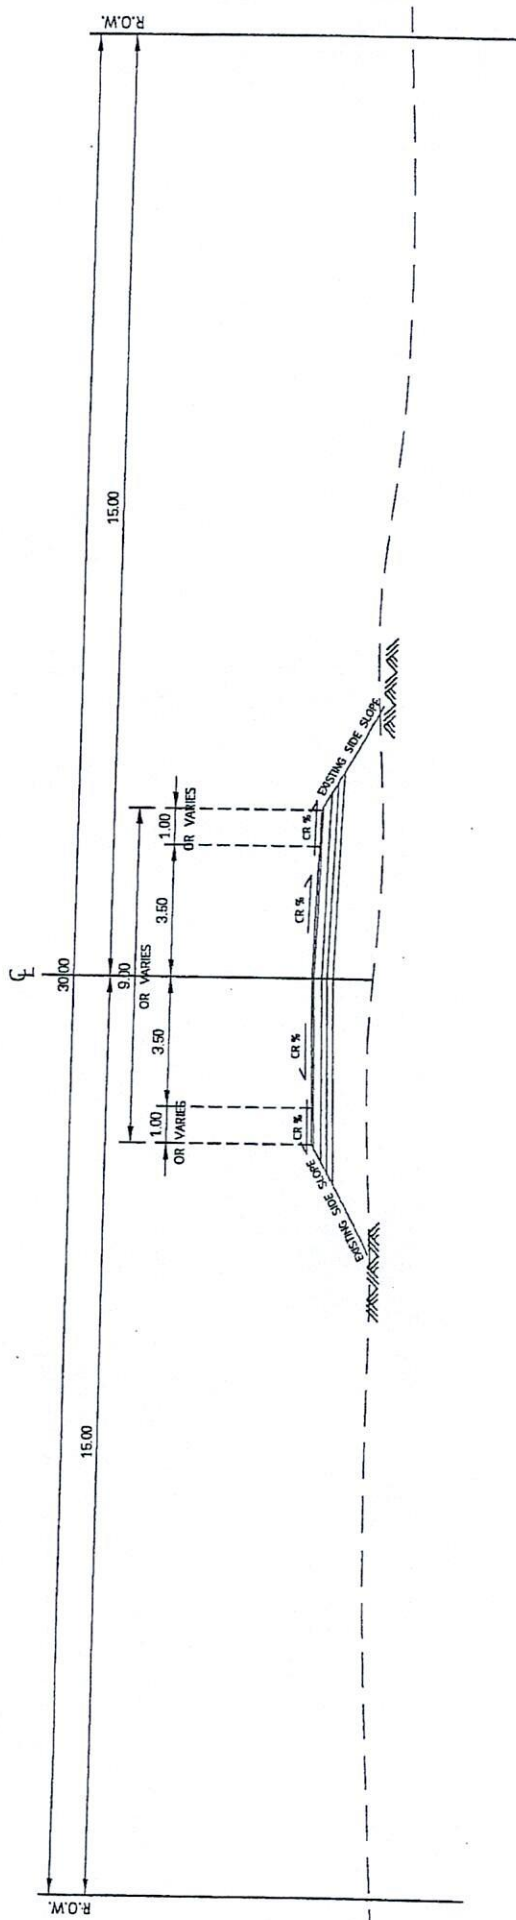 R.O.W.
R.O.W.
℄
30.00
15.00
15.00
9.00
OR VARIES
1.00
OR VARIES
3.50
3.50
1.00
OR VARIES
CR %
CR %
CR %
CR %
EXISTING SIDE SLOPE
EXISTING SIDE SLOPE